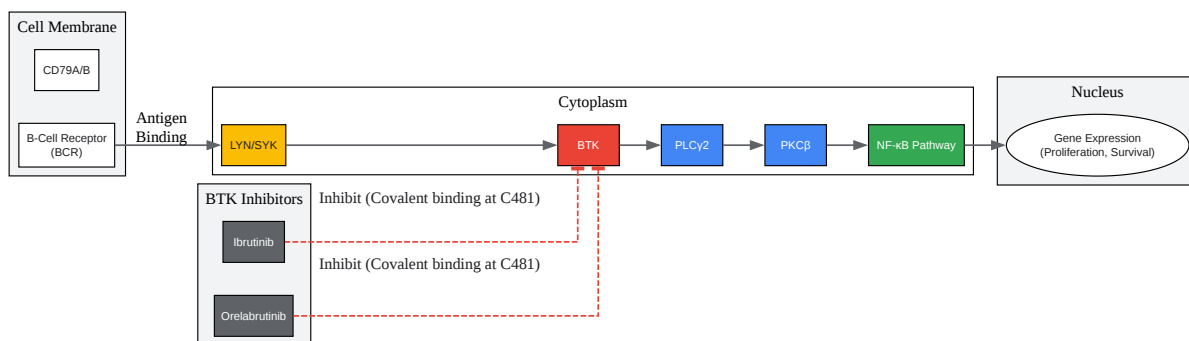 Cell Membrane
CD79A/B
B-Cell Receptor
(BCR)
Antigen
Binding
Cytoplasm
LYN/SYK
BTK
PLCγ2
PKCβ
NF-κB Pathway
Nucleus
Gene Expression
(Proliferation, Survival)
BTK Inhibitors
Inhibit (Covalent binding at C481)
Ibrutinib
Inhibit (Covalent binding at C481)
Orelabrutinib